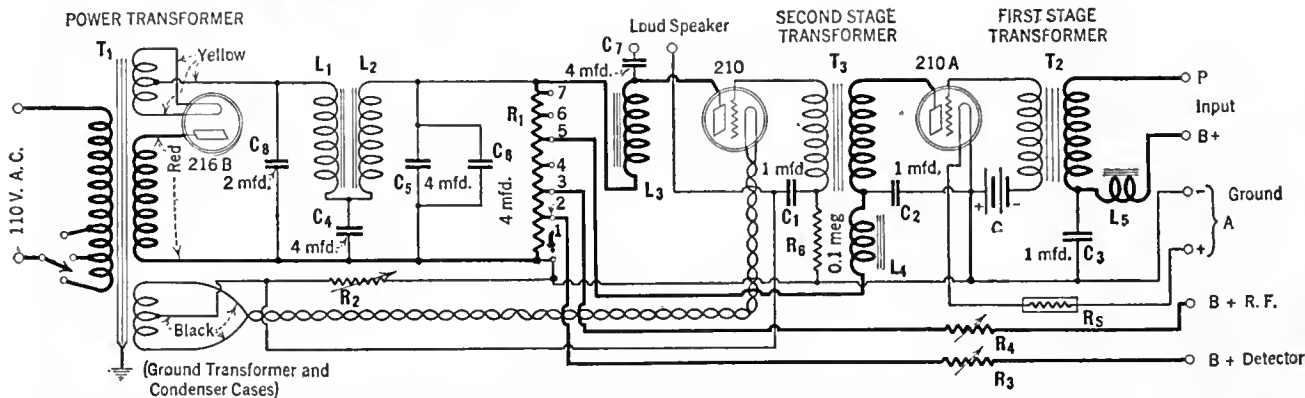 POWER TRANSFORMER
T1
Yellow
216 B
Red
110 V. A.C.
Black
(Ground Transformer and
Condenser Cases)
C8
2 mfd.
L1 L2
C4
4 mfd.
C5
4 mfd.
C6
4 mfd.
R1
7
6
5
4
3
2
1
R2
C7
4 mfd.
Loud Speaker
L3
210
SECOND STAGE
TRANSFORMER
T3
1 mfd.
C1
R6
0.1 meg
L4
1 mfd.
C2
210 A
+ C -
FIRST STAGE
TRANSFORMER
T2
1 mfd.
C3
L5
P
Input
B+
- Ground
A
+
R5
B + R. F.
R4
B + Detector
R3